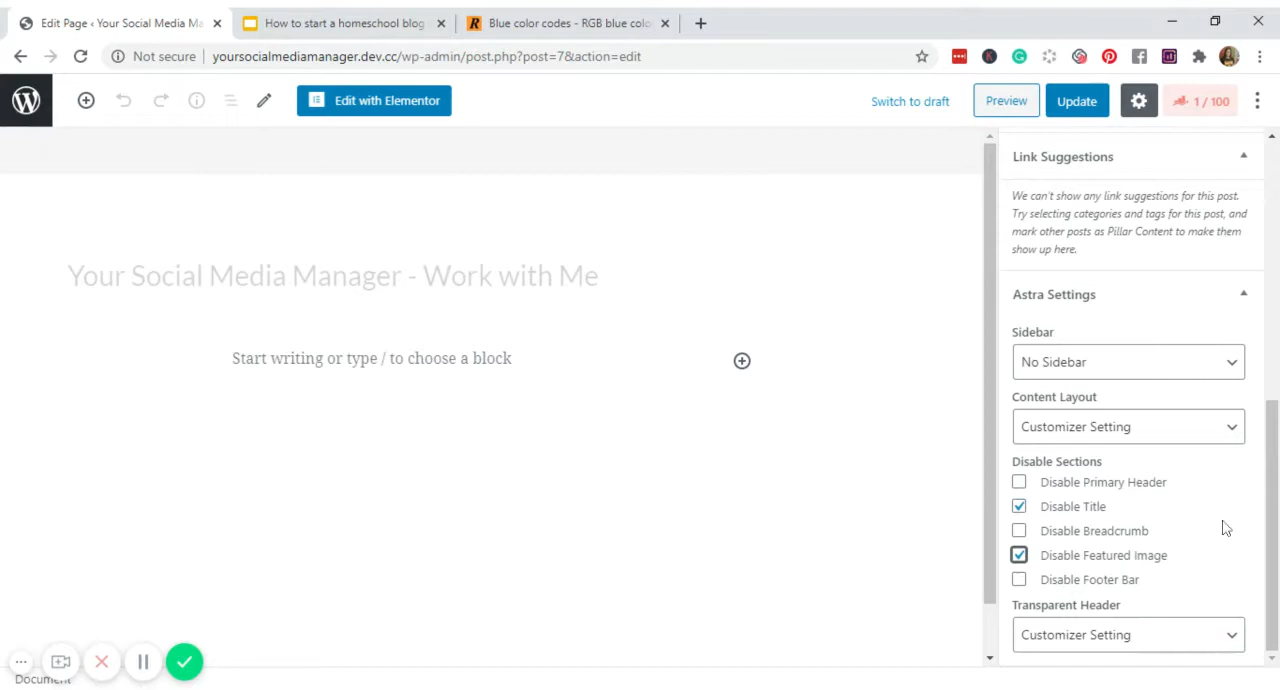 Edit Page ‹ Your Social Media Ma
How to start a homeschool blog
Blue color codes - RGB blue colo
Not secure
yoursocialmediamanager.dev.cc/wp-admin/post.php?post=7&action=edit
Edit with Elementor
Switch to draft
Preview
Update
1 / 100
Link Suggestions
We can't show any link suggestions for this post.
Try selecting categories and tags for this post, and
mark other posts as Pillar Content to make them
show up here.
Your Social Media Manager - Work with Me
Astra Settings
Sidebar
Start writing or type / to choose a block
No Sidebar
Content Layout
Customizer Setting
Disable Sections
Disable Primary Header
Disable Title
Disable Breadcrumb
Disable Featured Image
Disable Footer Bar
Transparent Header
Customizer Setting
Document